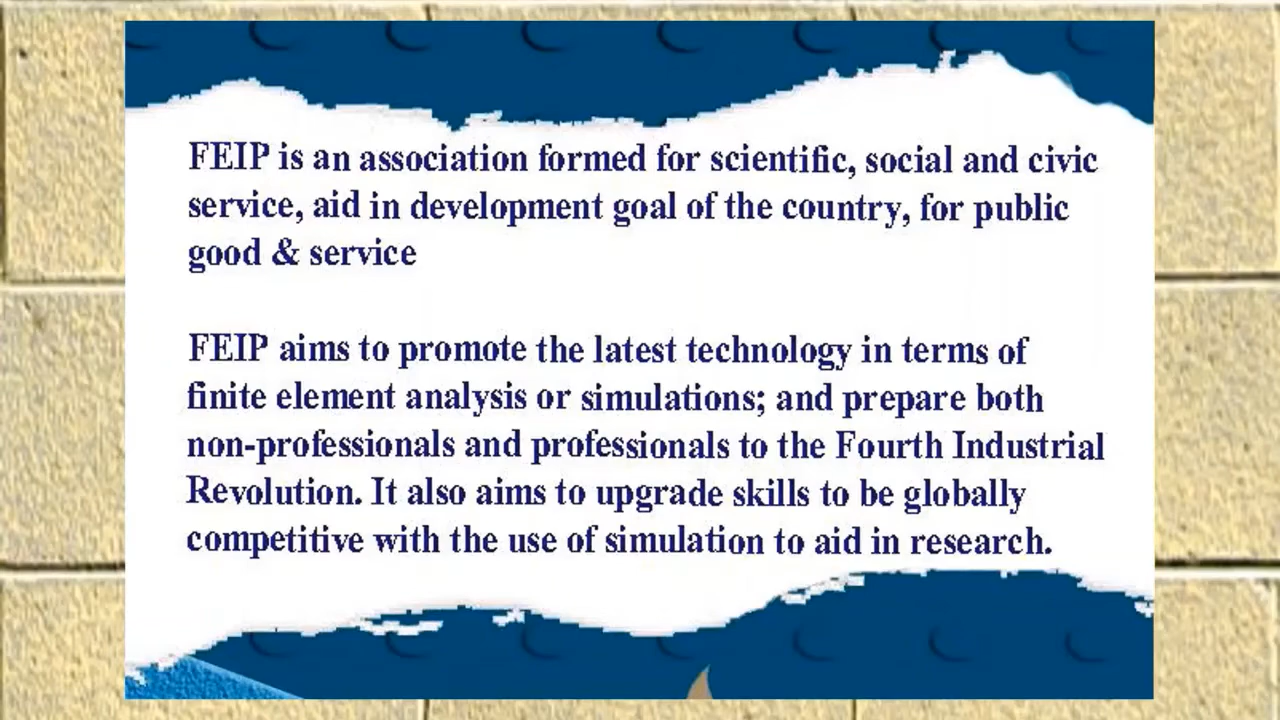 FEIP is an association formed for scientific, social and civic
service, aid in development goal of the country, for public
good & service
FEIP aims to promote the latest technology in terms of
finite element analysis or simulations; and prepare both
non-professionals and professionals to the Fourth Industrial
Revolution. It also aims to upgrade skills to be globally
competitive with the use of simulation to aid in research.